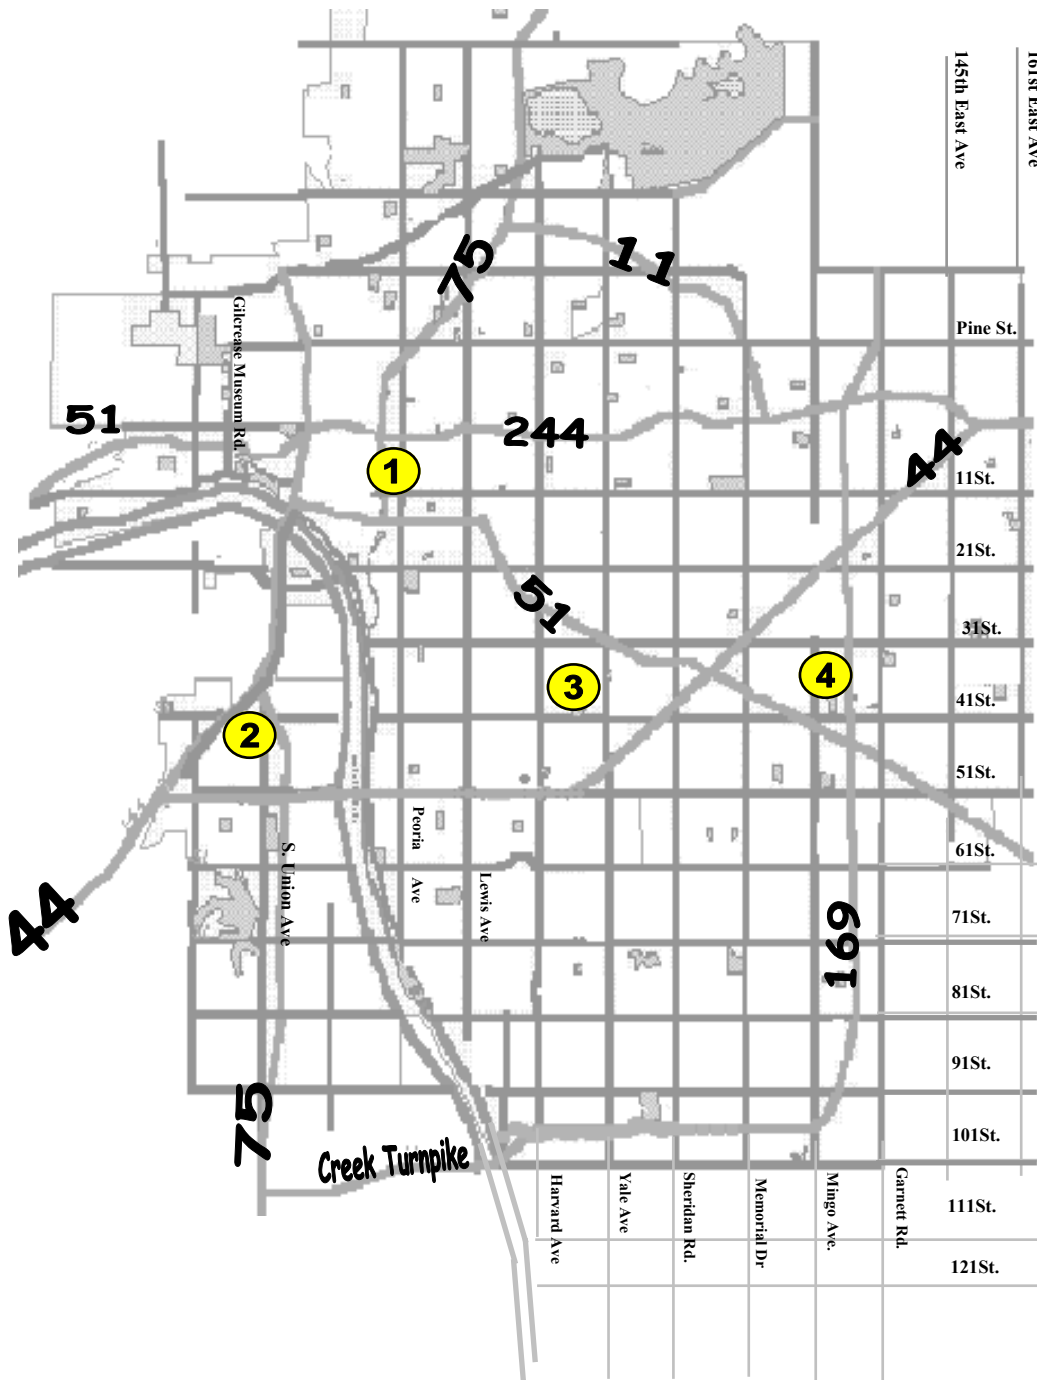 145th East Ave
161st East Ave
75
11
Gilcrease Museum Rd.
Pine St.
51
244
44
1
11St.
21St.
51
31St.
3
4
41St.
2
51St.
Peoria Ave
61St.
S. Union Ave
Lewis Ave
44
71St.
169
81St.
91St.
75
101St.
Creek Turnpike
Harvard Ave
Yale Ave
Sheridan Rd.
Memorial Dr
Mingo Ave.
Garnett Rd.
111St.
121St.